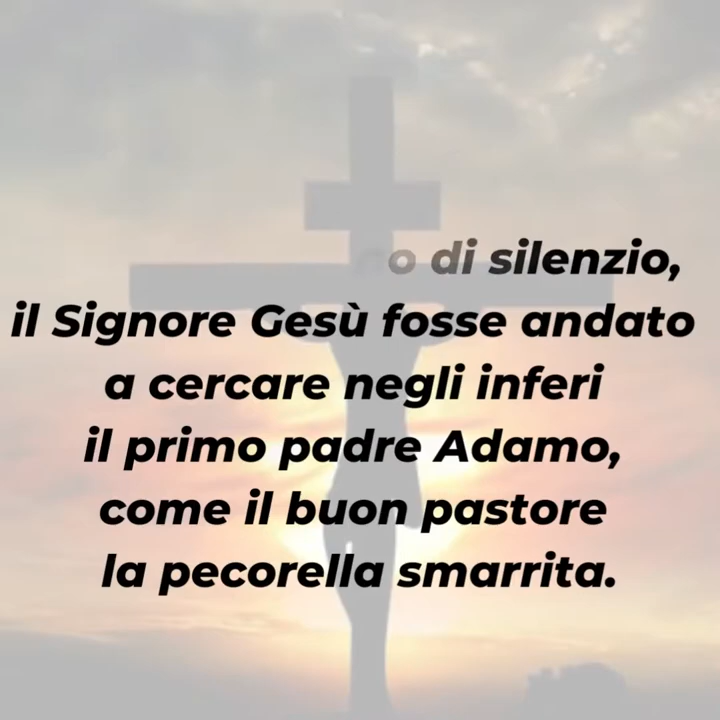 di silenzio,
il Signore Gesù fosse andato
a cercare negli inferi
il primo padre Adamo,
come il buon pastore
la pecorella smarrita.